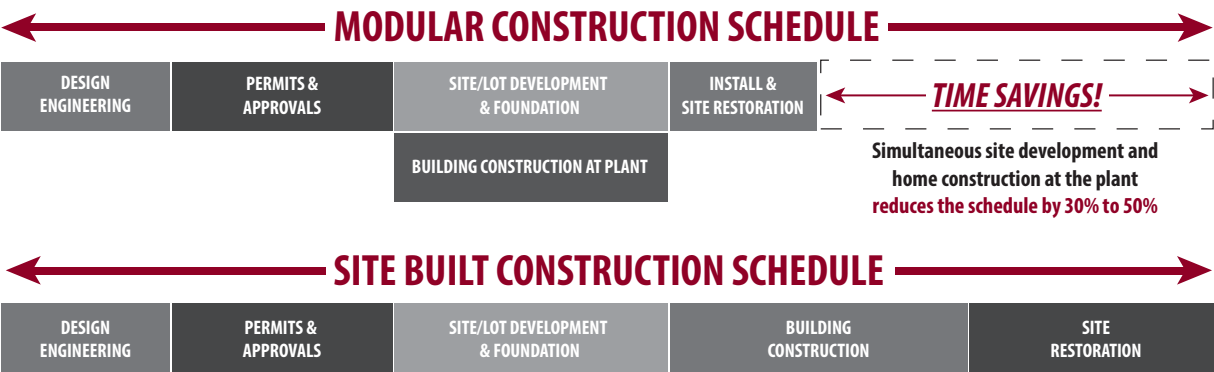 MODULAR CONSTRUCTION SCHEDULE
DESIGN
ENGINEERING
PERMITS &
APPROVALS
SITE/LOT DEVELOPMENT
& FOUNDATION
INSTALL &
SITE RESTORATION
TIME SAVINGS!
BUILDING CONSTRUCTION AT PLANT
Simultaneous site development and
home construction at the plant
reduces the schedule by 30% to 50%
SITE BUILT CONSTRUCTION SCHEDULE
DESIGN
ENGINEERING
PERMITS &
APPROVALS
SITE/LOT DEVELOPMENT
& FOUNDATION
BUILDING
CONSTRUCTION
SITE
RESTORATION